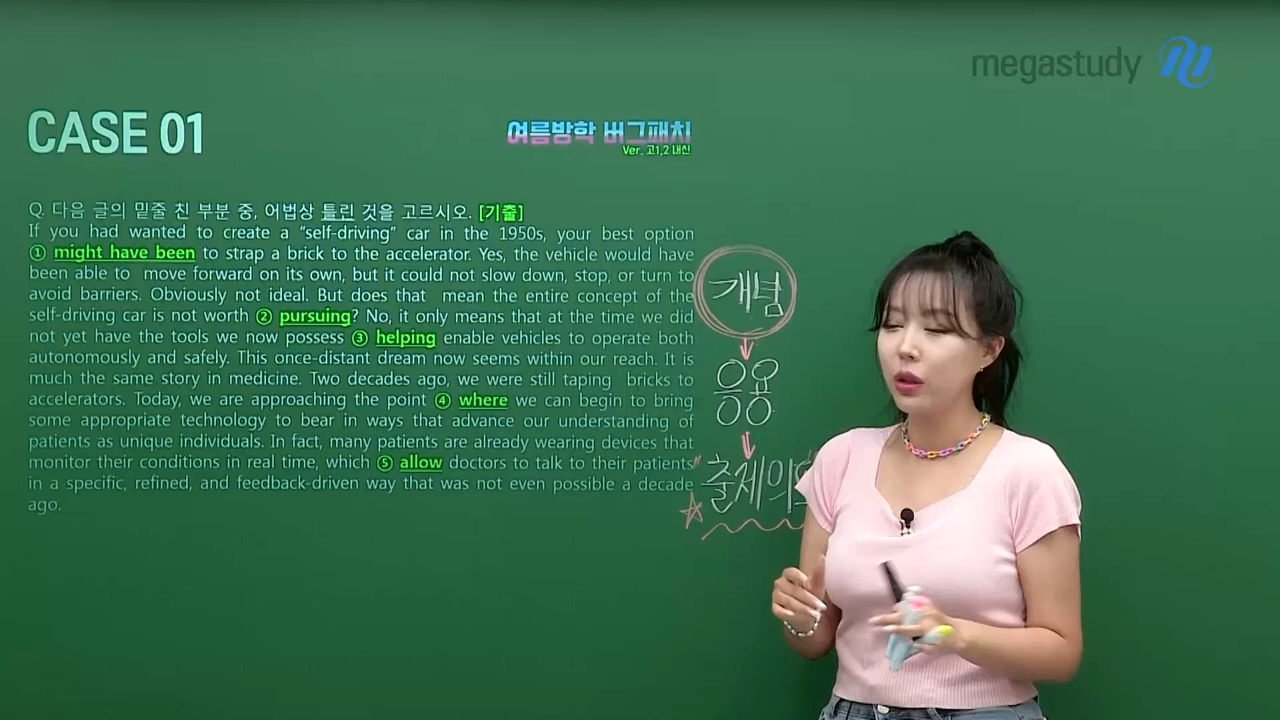 megastudy
CASE 01
여름방학 버그패치
Ver. 고1,2 내신
Q. 다음 글의 밑줄 친 부분 중, 어법상 틀린 것을 고르시오. [기출]
If you had wanted to create a “self-driving” car in the 1950s, your best option
① might have been to strap a brick to the accelerator. Yes, the vehicle would have
been able to move forward on its own, but it could not slow down, stop, or turn to
avoid barriers. Obviously not ideal. But does that mean the entire concept of the
self-driving car is not worth ② pursuing? No, it only means that at the time we did
not yet have the tools we now possess ③ helping enable vehicles to operate both
autonomously and safely. This once-distant dream now seems within our reach. It is
much the same story in medicine. Two decades ago, we were still taping bricks to
accelerators. Today, we are approaching the point ④ where we can begin to bring
some appropriate technology to bear in ways that advance our understanding of
patients as unique individuals. In fact, many patients are already wearing devices that
monitor their conditions in real time, which ⑤ allow doctors to talk to their patients
in a specific, refined, and feedback-driven way that was not even possible a decade
ago.
개념
응용
출제의도